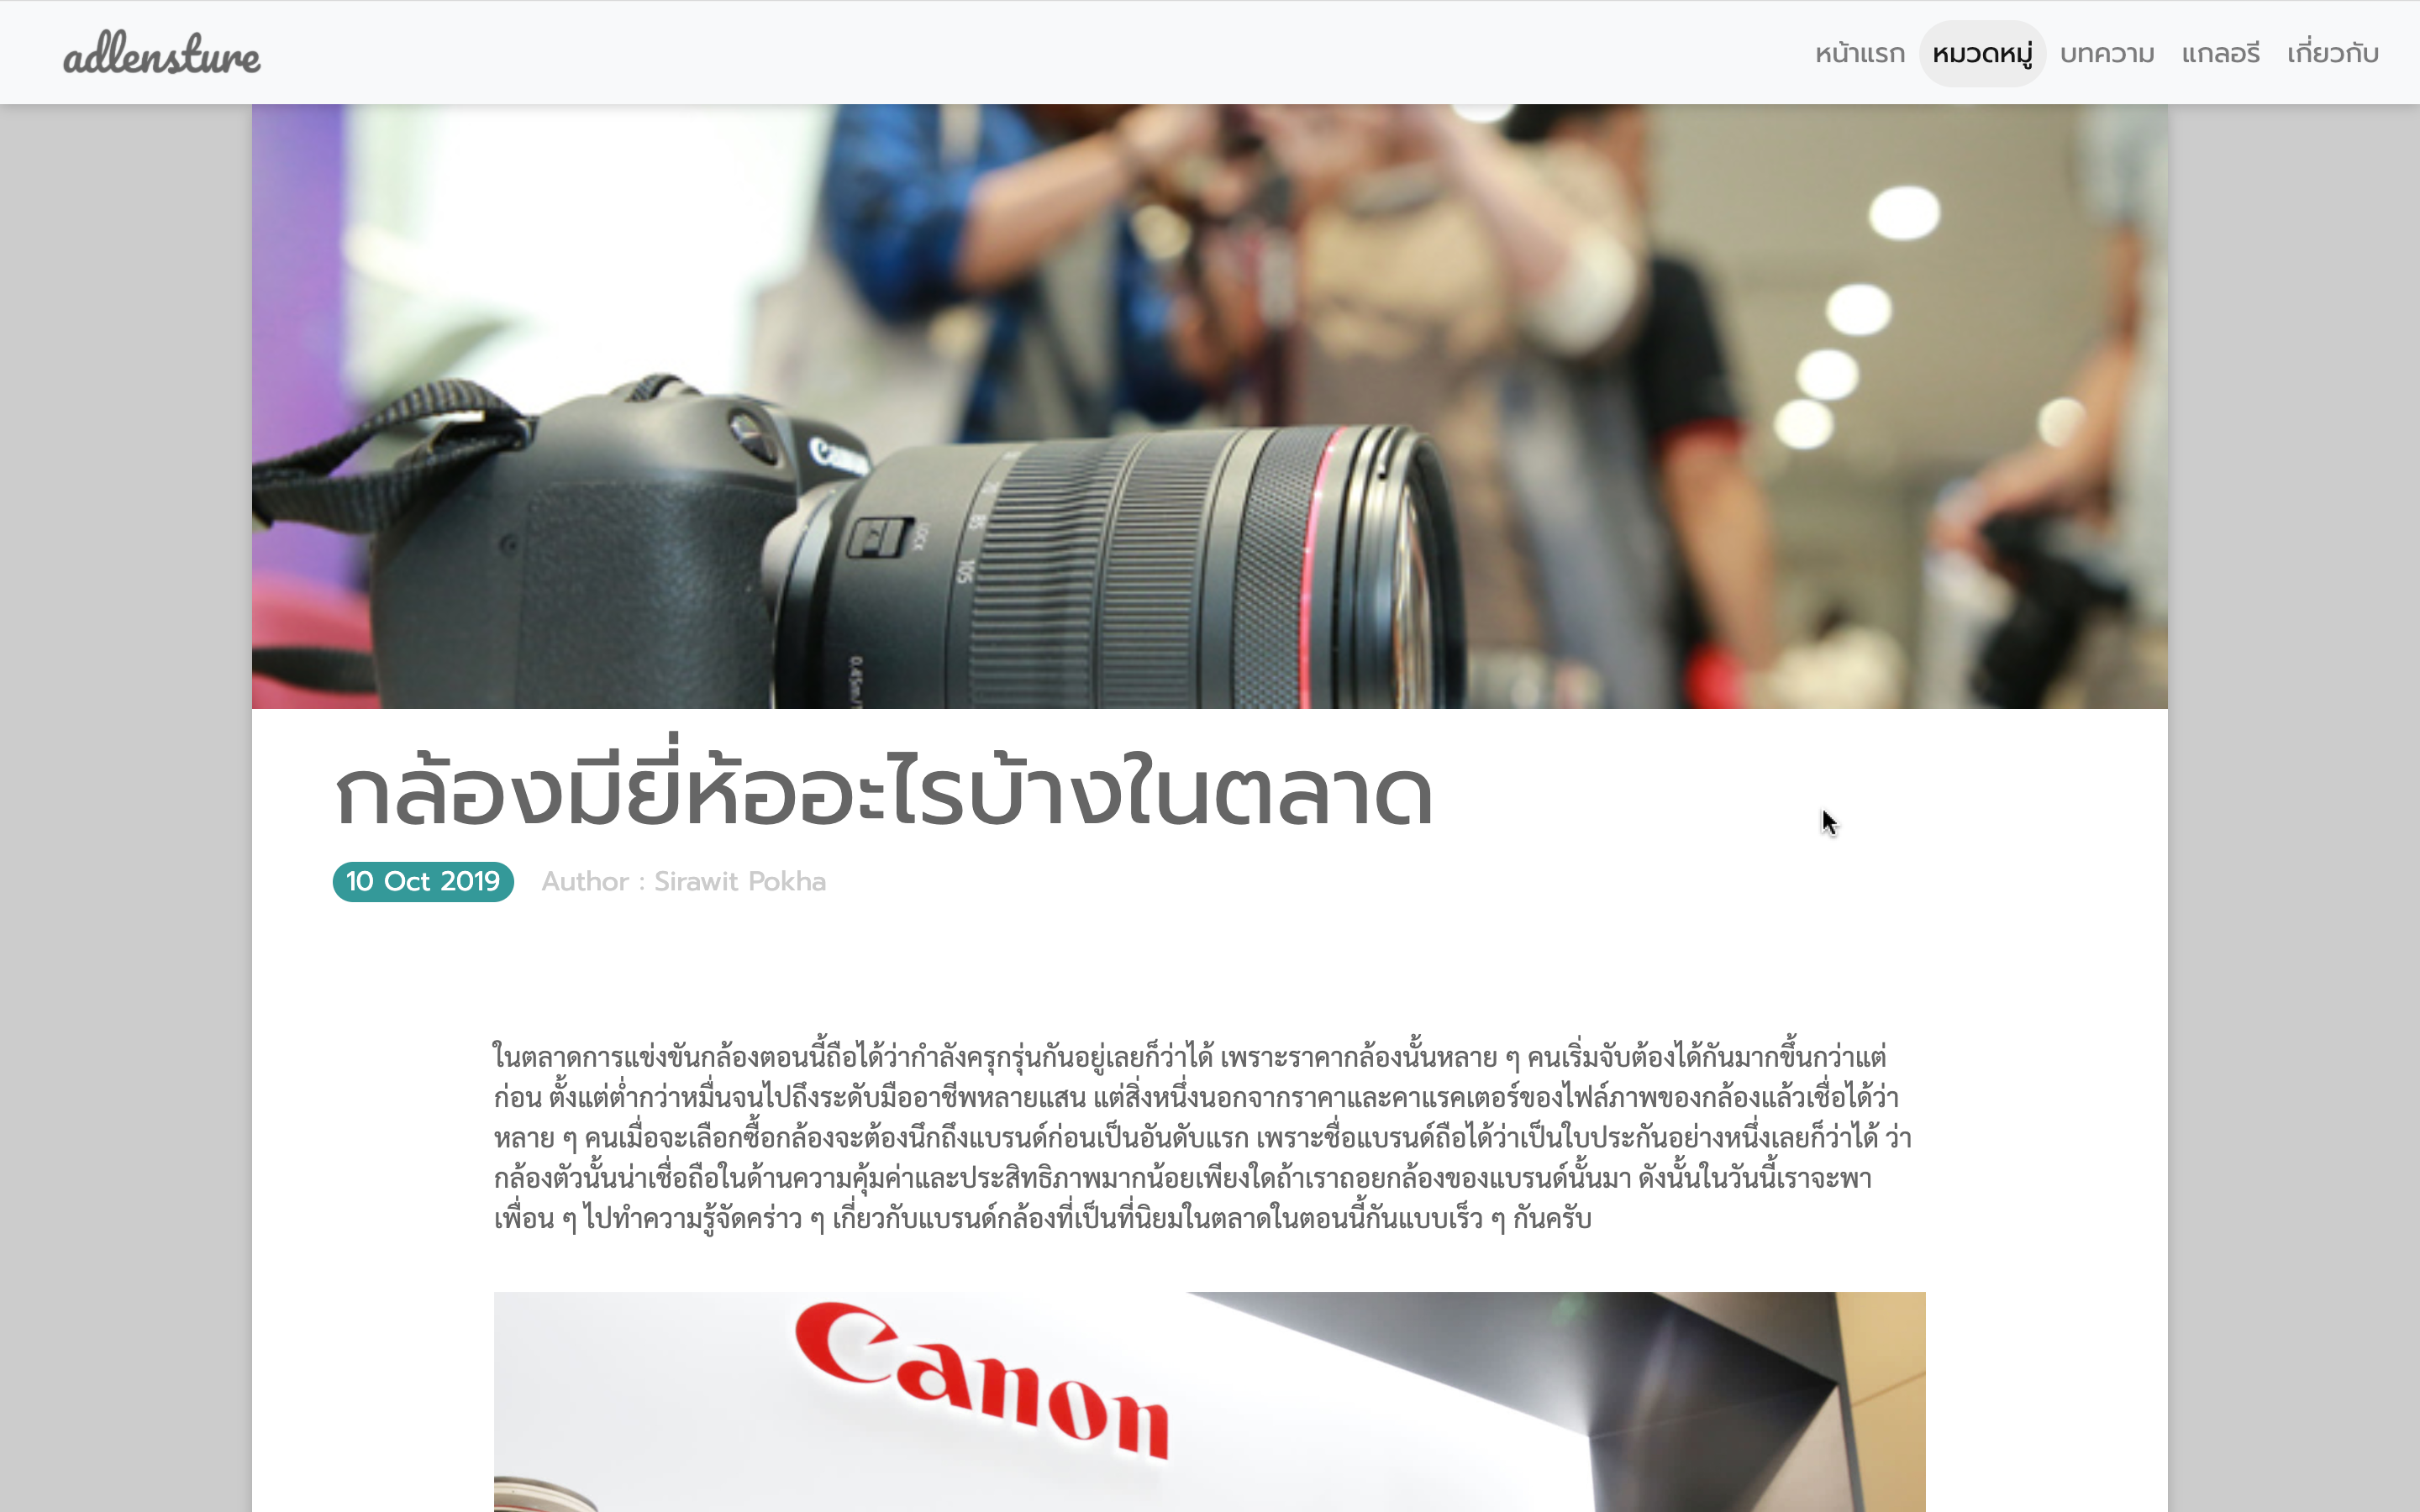 adlensture
หน้าแรก หมวดหมู่ บทความ แกลอรี เกี่ยวกับ
Canon
LOCK
70
85
105
0.45m/1
กล้องมียี่ห้ออะไรบ้างในตลาด
10 Oct 2019 Author : Sirawit Pokha
ในตลาดการแข่งขันกล้องตอนนี้ถือได้ว่ากำลังครุกรุ่นกันอยู่เลยก็ว่าได้ เพราะราคากล้องนั้นหลาย ๆ คนเริ่มจับต้องได้กันมากขึ้นกว่าแต่
ก่อน ตั้งแต่ต่ำกว่าหมื่นจนไปถึงระดับมืออาชีพหลายแสน แต่สิ่งหนึ่งนอกจากราคาและคาแรคเตอร์ของไฟล์ภาพของกล้องแล้วเชื่อได้ว่า
หลาย ๆ คนเมื่อจะเลือกซื้อกล้องจะต้องนึกถึงแบรนด์ก่อนเป็นอันดับแรก เพราะชื่อแบรนด์ถือได้ว่าเป็นใบประกันอย่างหนึ่งเลยก็ว่าได้ ว่า
กล้องตัวนั้นน่าเชื่อถือในด้านความคุ้มค่าและประสิทธิภาพมากน้อยเพียงใดถ้าเราถอยกล้องของแบรนด์นั้นมา ดังนั้นในวันนี้เราจะพา
เพื่อน ๆ ไปทำความรู้จัดคร่าว ๆ เกี่ยวกับแบรนด์กล้องที่เป็นที่นิยมในตลาดในตอนนี้กันแบบเร็ว ๆ กันครับ
Canon